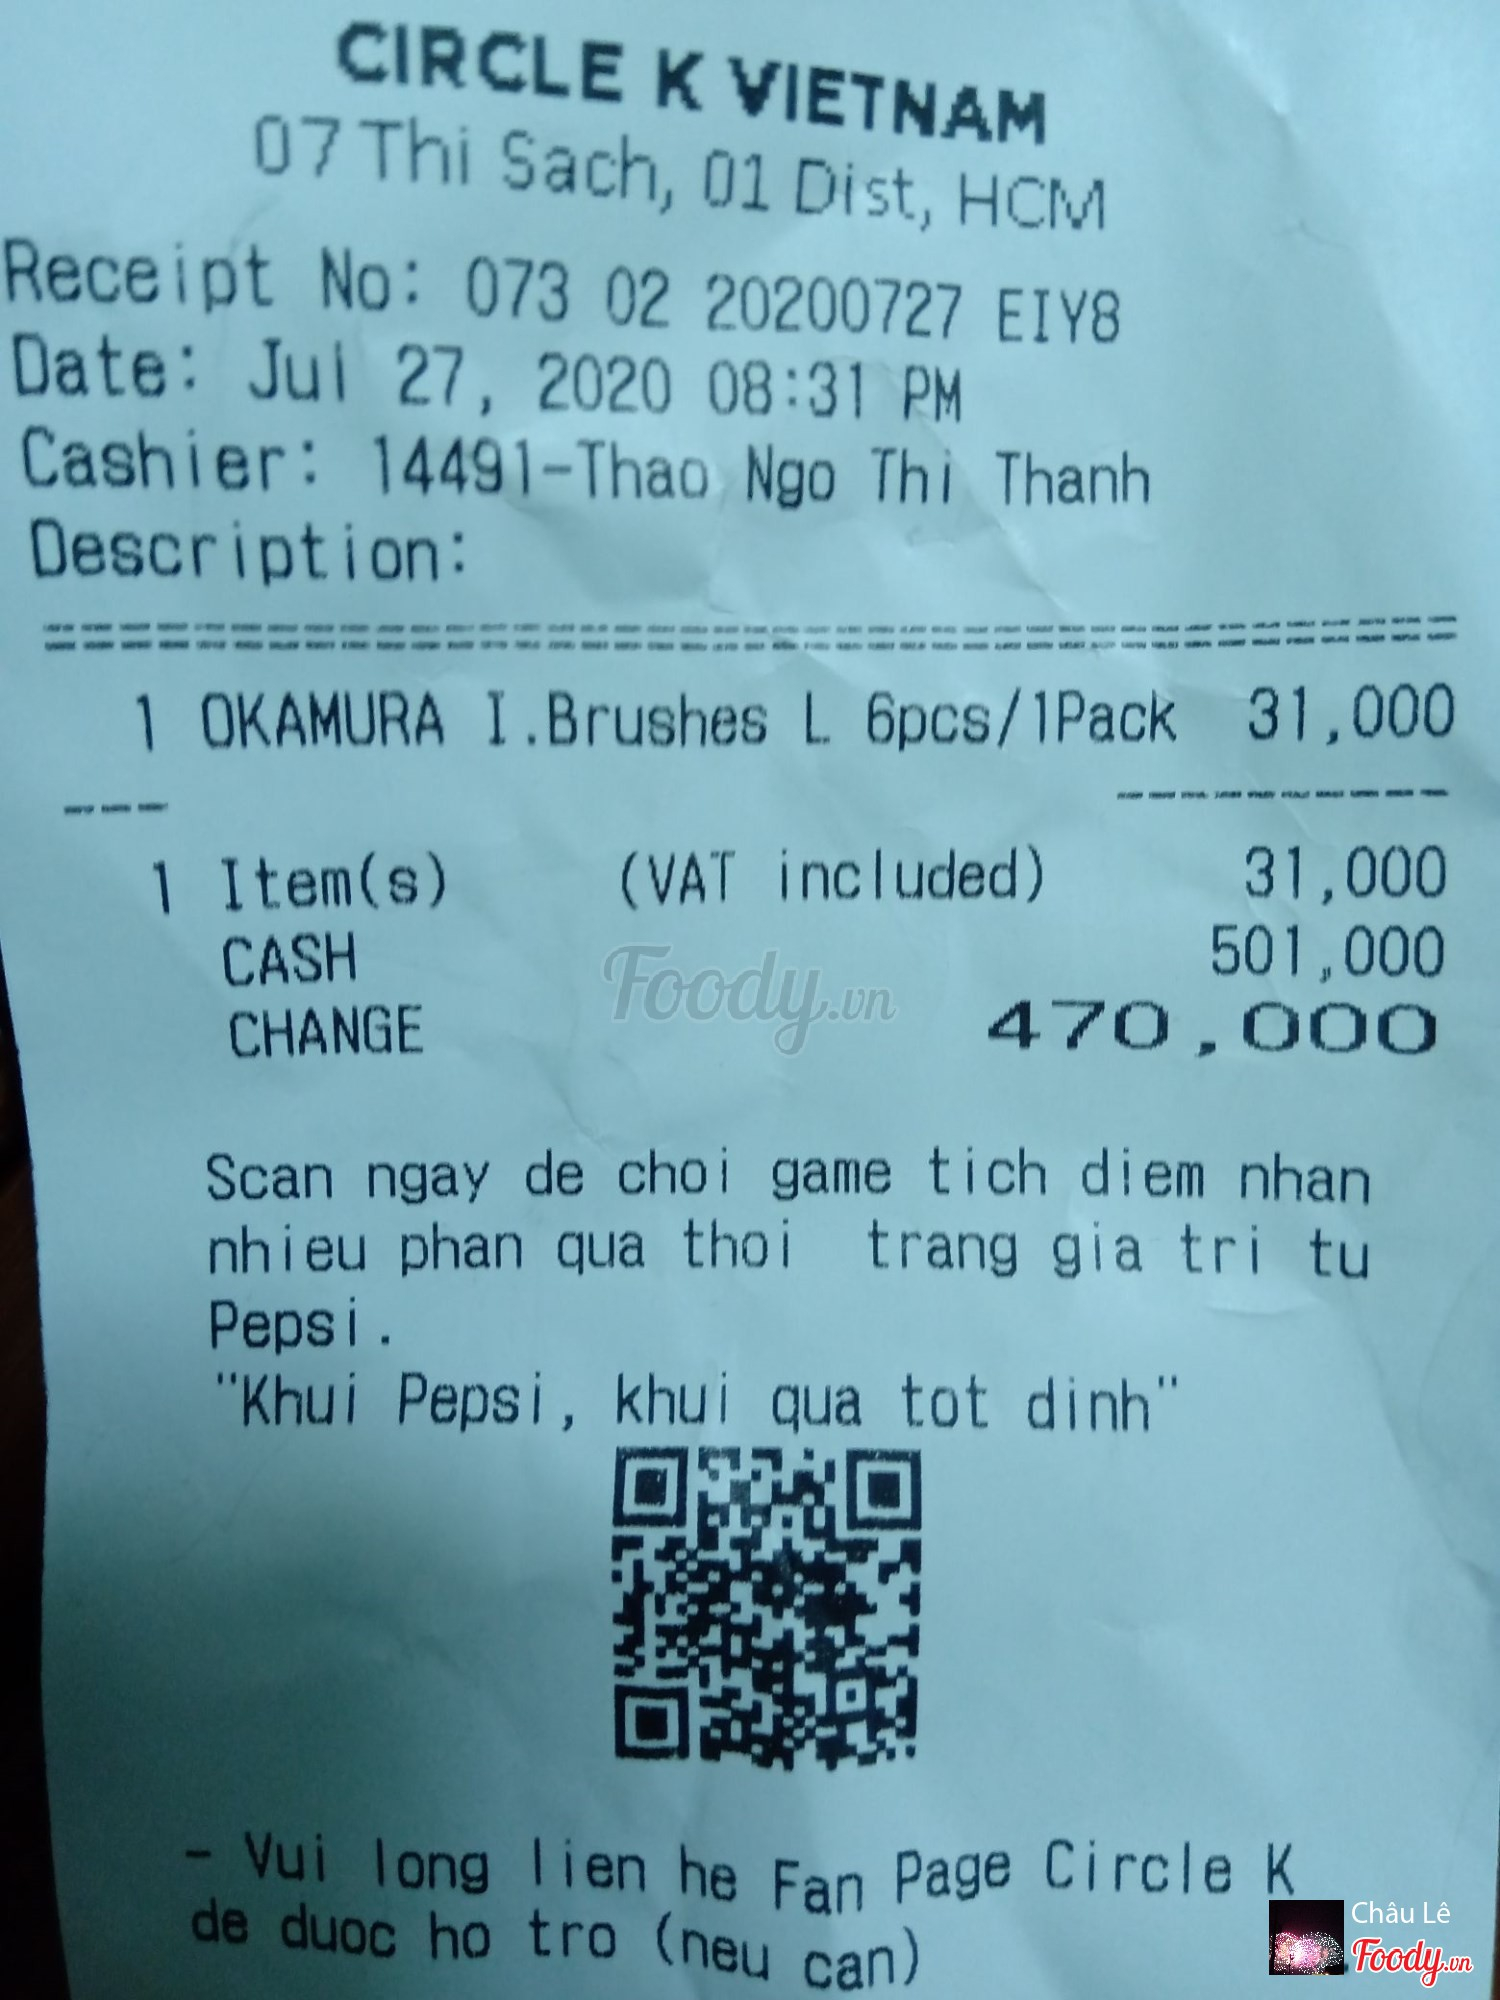 CIRCLE K VIETNAM
07 Thi Sach, 01 Dist, HCM
Receipt No: 073 02 20200727 EIY8
Date: Jul 27, 2020 08:31 PM
Cashier: 14491-Thao Ngo Thi Thanh
Description:
1 OKAMURA I.Brushes L 6pcs/1Pack 31,000
1 Item(s) (VAT included) 31,000
CASH 501,000
CHANGE 470,000
Foody.vn
Scan ngay de choi game tich diem nhan
nhieu phan qua thoi trang gia tri tu
Pepsi.
"Khui Pepsi, khui qua tot dinh"
- Vui long lien he Fan Page Circle K
de duoc ho tro (neu can)
Châu Lê
Foody.vn